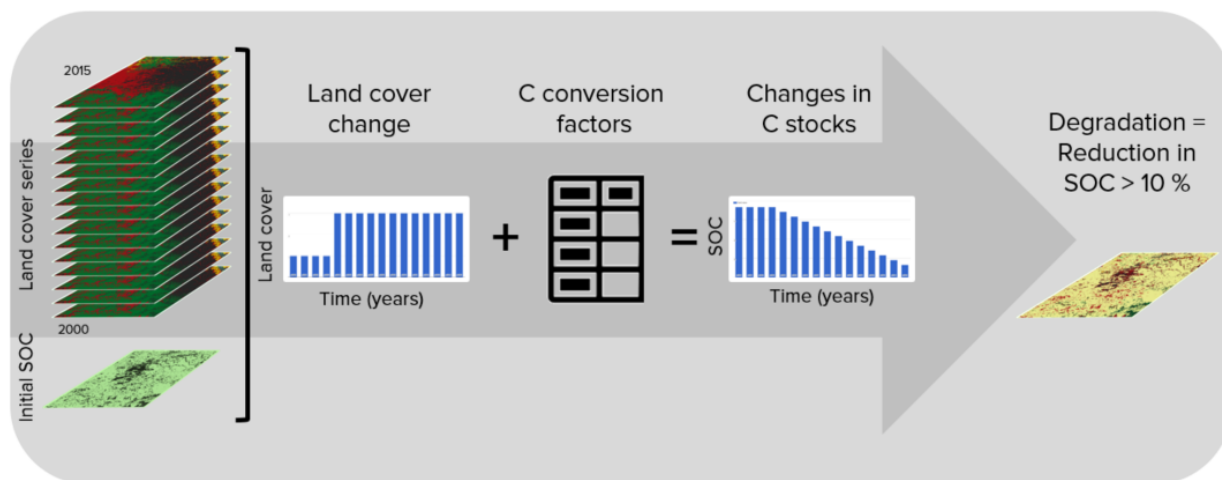 2015
Land cover series
2000
Initial SOC
Land cover
change
Land cover
Time (years)
+
C conversion
factors
=
Changes in
C stocks
SOC
Time (years)
Degradation =
Reduction in
SOC > 10 %